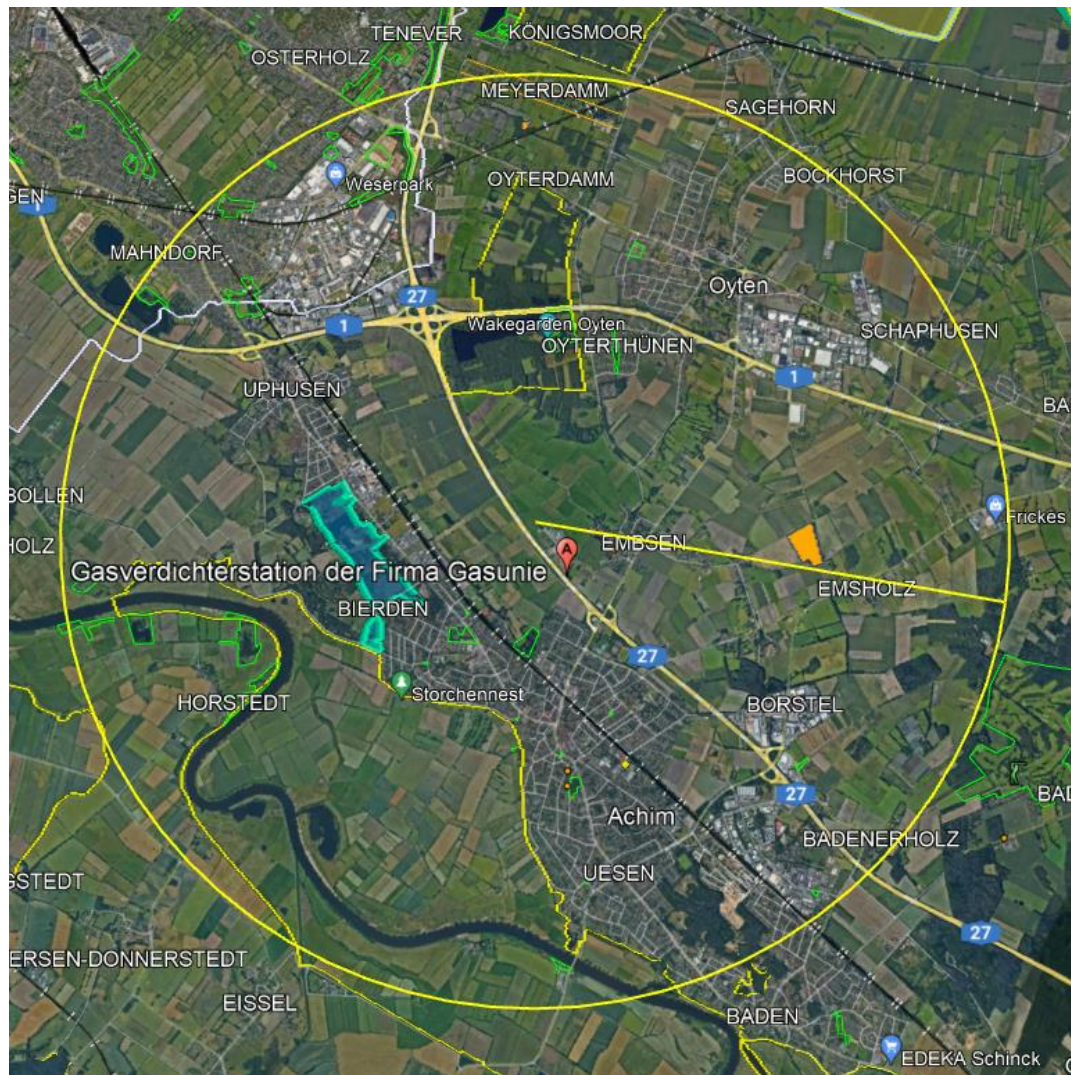 TENEVER
KÖNIGSMOOR
OSTERHOLZ
MEYERDAMM
SAGEHORN
Weserpark
OYTERDAMM
BOCKHORST
GEN
1
MAHNDORF
Oyten
27
1
Wakegarden Oyten
SCHAPHUSEN
OYTERTHÜNEN
1
UPHUSEN
BA
BOLLEN
Frickes
HOLZ
A
EMBSEN
Gasverdichterstation der Firma Gasunie
EMSHOLZ
BIERDEN
27
Storchennest
HORSTEDT
BORSTEL
27
BAD
Achim
BADENERHOLZ
GSTEDT
UESEN
27
ERSEN-DONNERSTEDT
EISSEL
BADEN
EDEKA Schinck